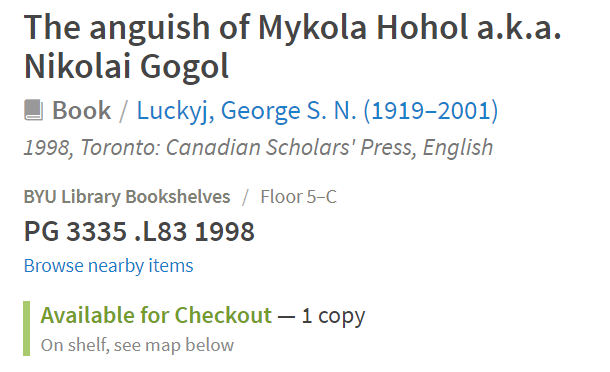 The anguish of Mykola Hohol a.k.a.
Nikolai Gogol
Book / Luckyj, George S. N. (1919–2001)
1998, Toronto: Canadian Scholars' Press, English
BYU Library Bookshelves / Floor 5–C
PG 3335 .L83 1998
Browse nearby items
Available for Checkout — 1 copy
On shelf, see map below